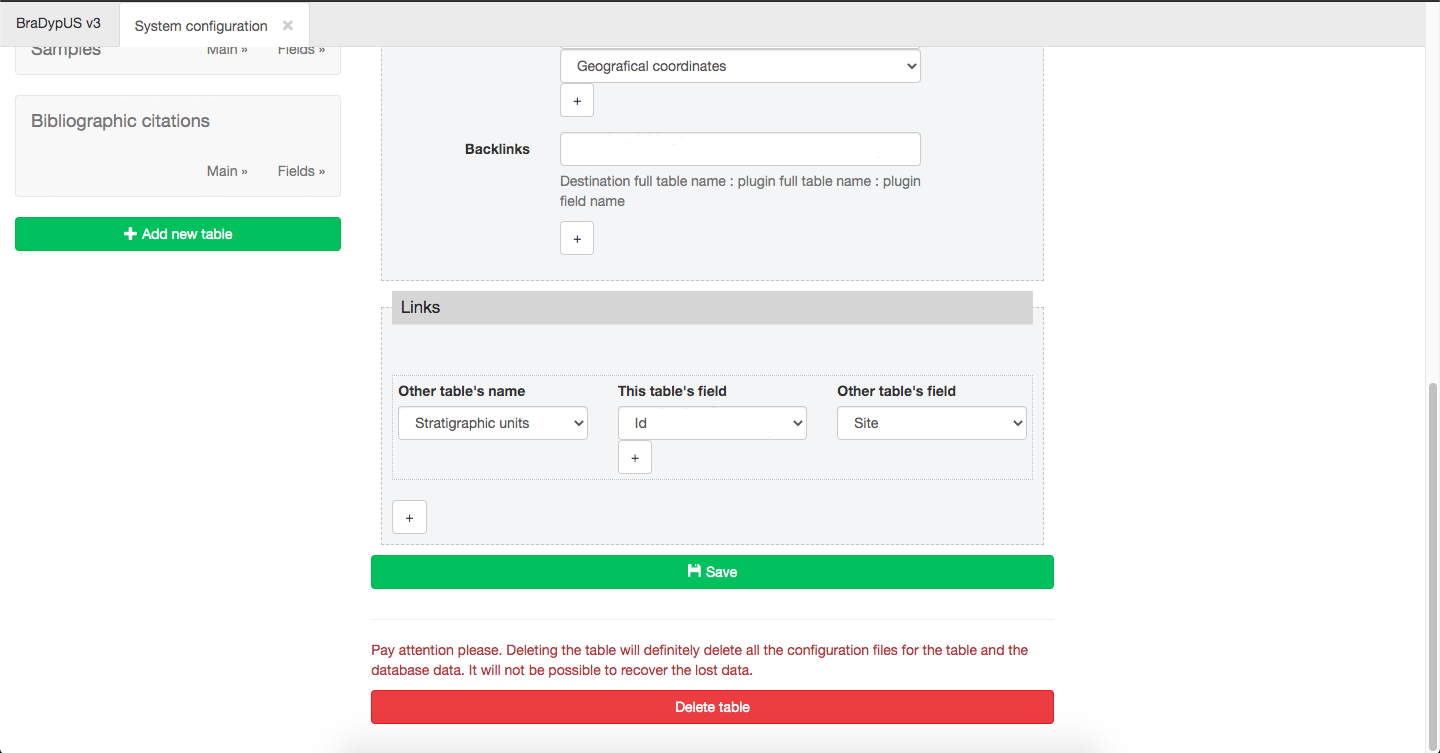 BraDypUS v3
System configuration ×
Samples
Main »
Fields »
Bibliographic citations
Main »
Fields »
+ Add new table
Geografical coordinates
+
Backlinks
Destination full table name : plugin full table name : plugin
field name
+
Links
Other table's name
This table's field
Other table's field
Stratigraphic units
Id
Site
+
+
Save
Pay attention please. Deleting the table will definitely delete all the configuration files for the table and the
database data. It will not be possible to recover the lost data.
Delete table